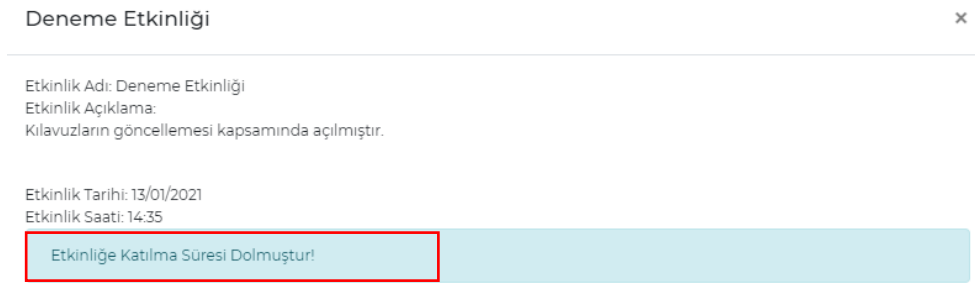 Deneme Etkinliği ×
Etkinlik Adı: Deneme Etkinliği
Etkinlik Açıklama:
Kılavuzların göncellemesi kapsamında açılmıştır.
Etkinlik Tarihi: 13/01/2021
Etkinlik Saati: 14:35
Etkinliğe Katılma Süresi Dolmuştur!